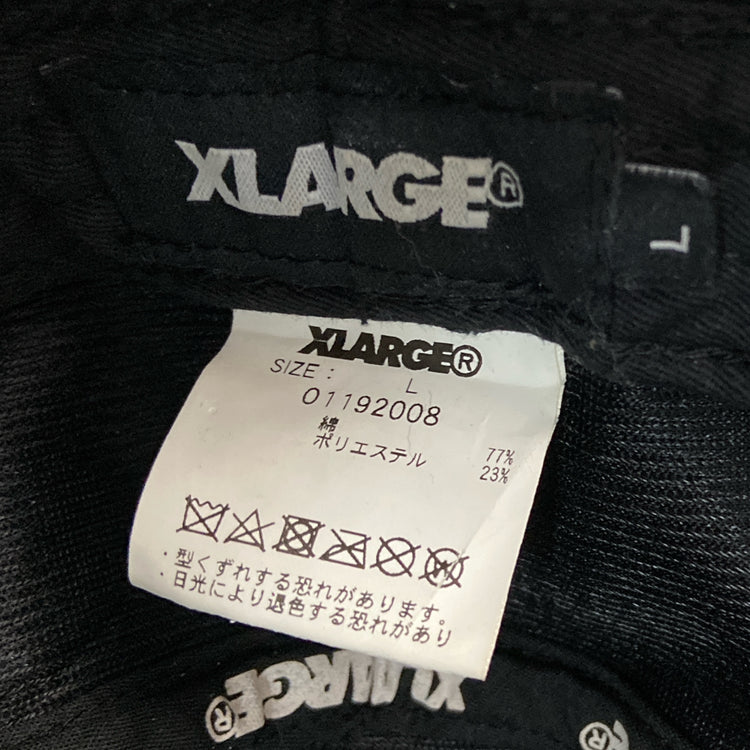 XLARGE®
L
XLARGE®
SIZE : L
01192008
綿 77%
ポリエステル 23%
・型くずれする恐れがあります。
・日光により退色する恐れがあり
XLARGE®
®